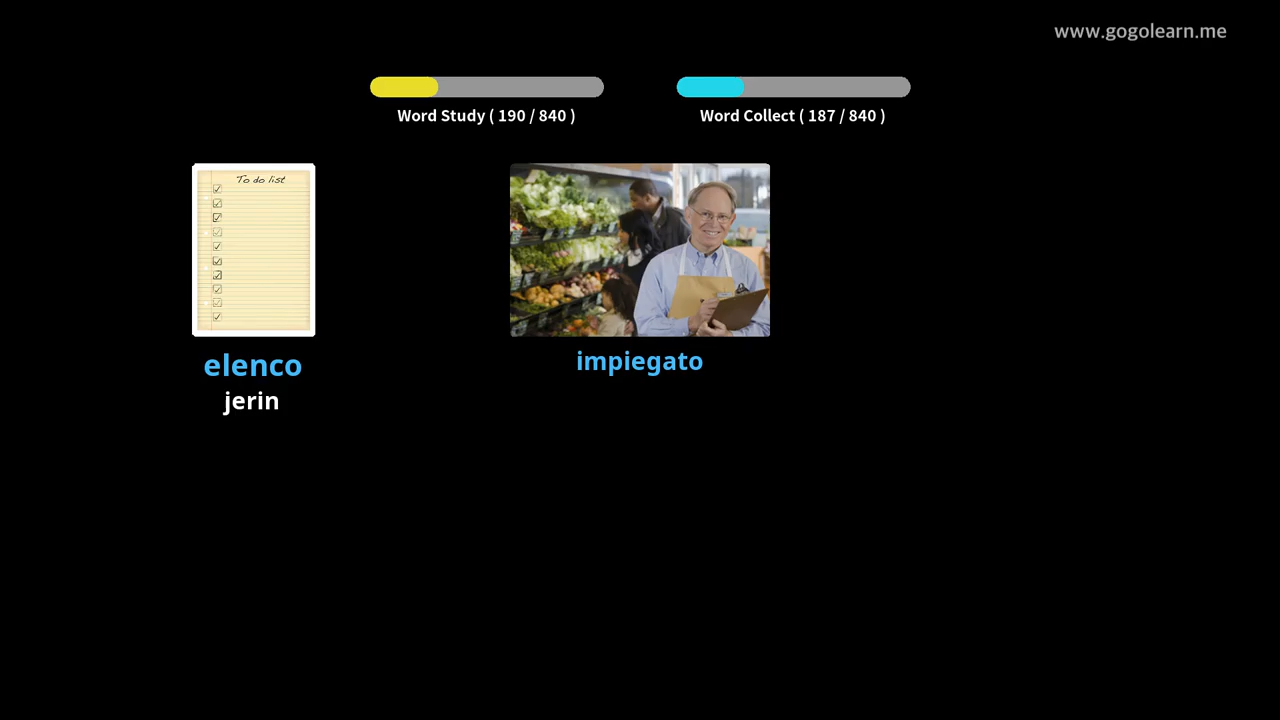 www.gogolearn.me
Word Study ( 190 / 840 )
Word Collect ( 187 / 840 )
To do list
elenco
jerin
impiegato